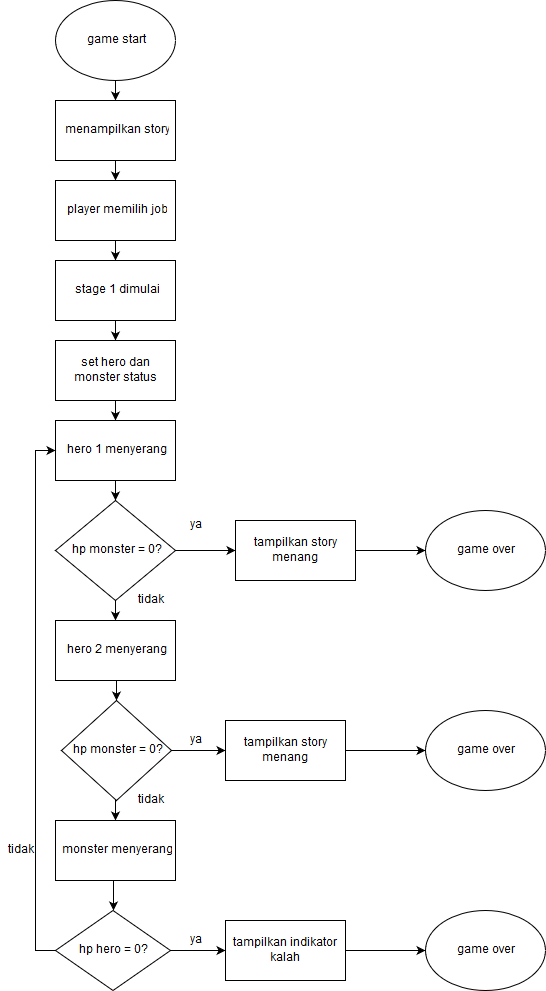 game start
menampilkan story
player memilih job
stage 1 dimulai
set hero dan
monster status
hero 1 menyerang
hp monster = 0?
ya
tampilkan story
menang
game over
tidak
hero 2 menyerang
hp monster = 0?
ya
tampilkan story
menang
game over
tidak
monster menyerang
tidak
hp hero = 0?
ya
tampilkan indikator
kalah
game over